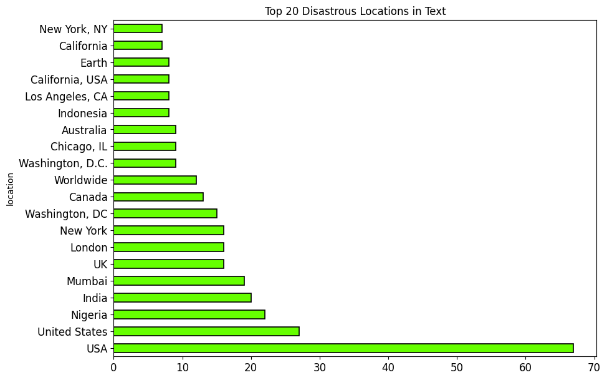 Top 20 Disastrous Locations in Text
New York, NY
California
Earth
California, USA
Los Angeles, CA
Indonesia
Australia
Chicago, IL
Washington, D.C.
Worldwide
Canada
Washington, DC
New York
London
UK
Mumbai
India
Nigeria
United States
USA
location
0 10 20 30 40 50 60 70